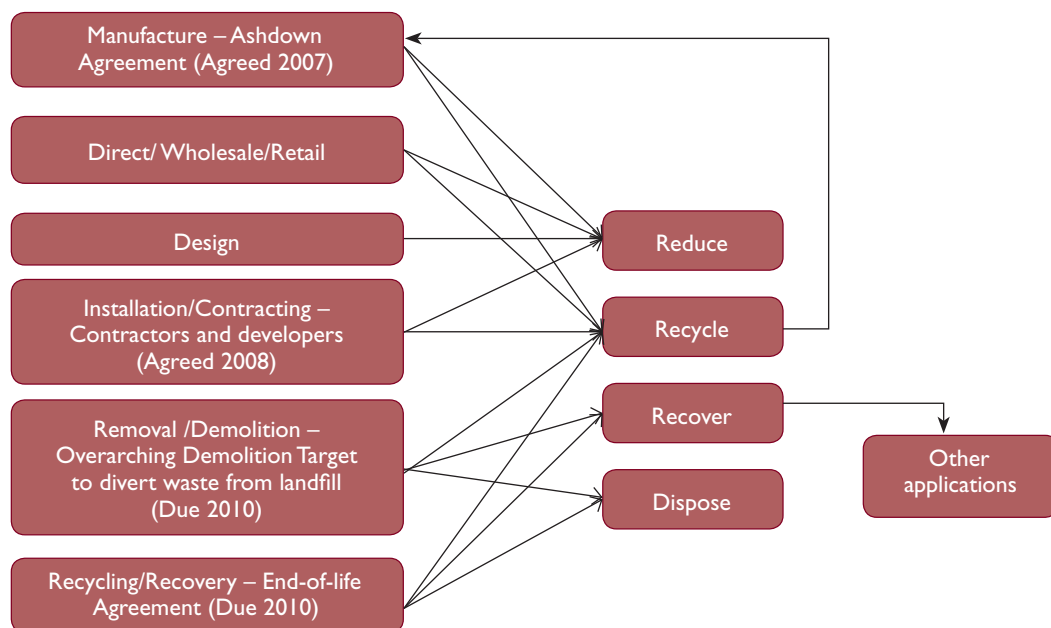 Manufacture – Ashdown
Agreement (Agreed 2007)
Direct/ Wholesale/Retail
Design
Installation/Contracting –
Contractors and developers
(Agreed 2008)
Removal /Demolition –
Overarching Demolition Target
to divert waste from landfill
(Due 2010)
Recycling/Recovery – End-of-life
Agreement (Due 2010)
Reduce
Recycle
Recover
Dispose
Other
applications